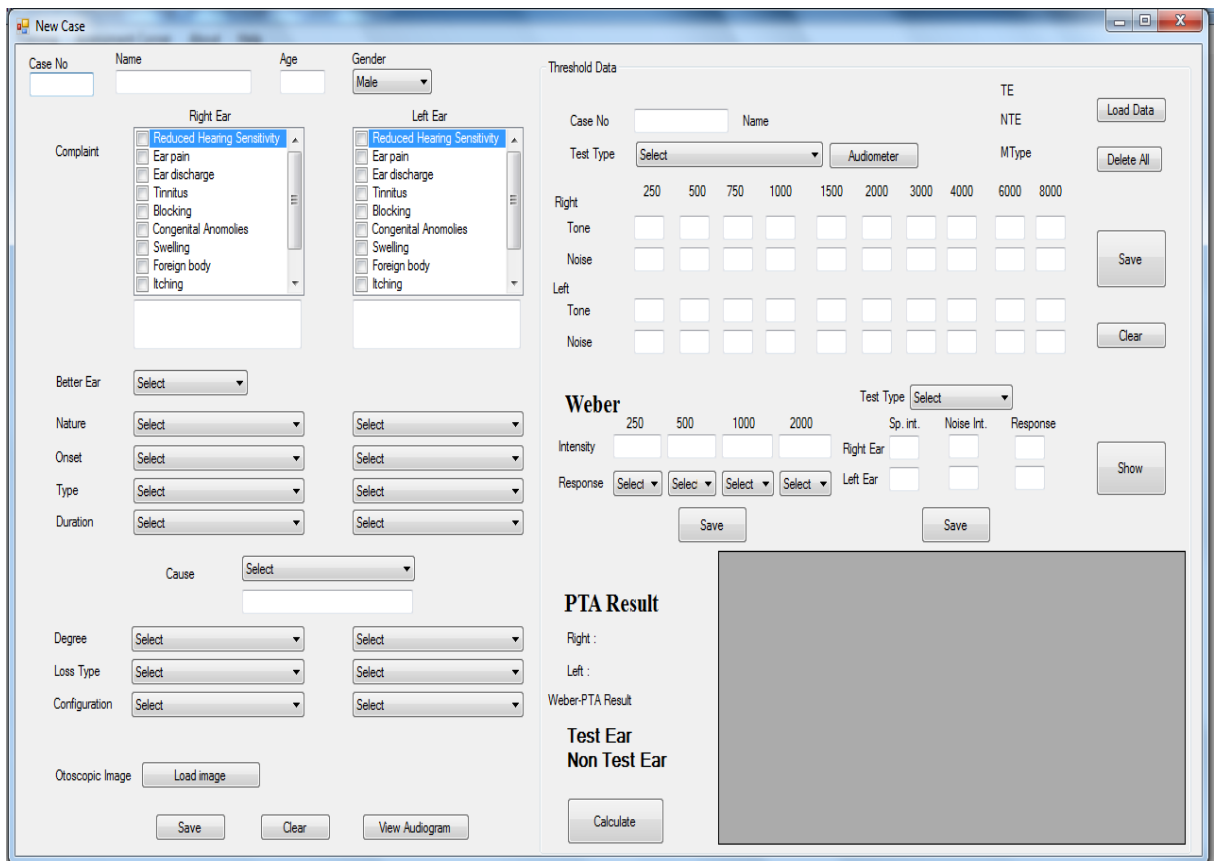 New Case
Case No Name Age Gender
Male
Right Ear Left Ear
Complaint
Reduced Hearing Sensitivity Reduced Hearing Sensitivity
Ear pain Ear pain
Ear discharge Ear discharge
Tinnitus Tinnitus
Blocking Blocking
Congenital Anomolies Congenital Anomolies
Swelling Swelling
Foreign body Foreign body
Itching Itching
Better Ear Select
Nature Select Select
Onset Select Select
Type Select Select
Duration Select Select
Cause Select
Degree Select Select
Loss Type Select Select
Configuration Select Select
Otoscopic Image Load image
Save Clear View Audiogram
Threshold Data
TE
Case No Name NTE Load Data
Test Type Select Audiometer MType Delete All
250 500 750 1000 1500 2000 3000 4000 6000 8000
Right
Tone
Noise Save
Left
Tone
Noise Clear
Weber Test Type Select
250 500 1000 2000 Sp. int. Noise Int. Response
Intensity Right Ear
Response Select Selec Select Select Left Ear Show
Save Save
PTA Result
Right :
Left :
Weber-PTA Result
Test Ear
Non Test Ear
Calculate